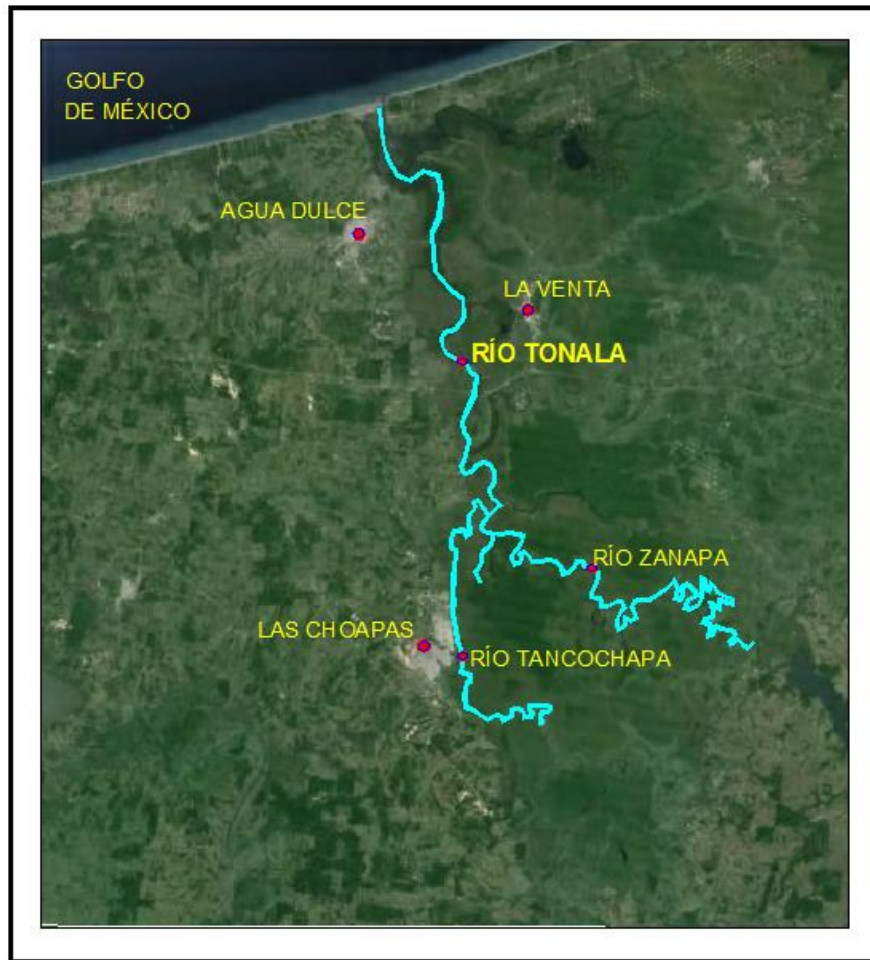 GOLFO
DE MÉXICO
AGUA DULCE
LA VENTA
RÍO TONALA
RÍO ZANAPA
LAS CHOAPAS
RÍO TANCOCHAPA